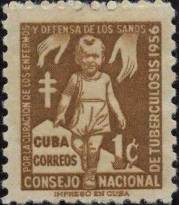 POR LA CURACION DE LOS ENFERMOS
Y DEFENSA DE LOS SANOS
DE TUBERCULOSIS 1956
CUBA
CORREOS
1¢
CONSEJO NACIONAL
IMPRESO EN CUBA